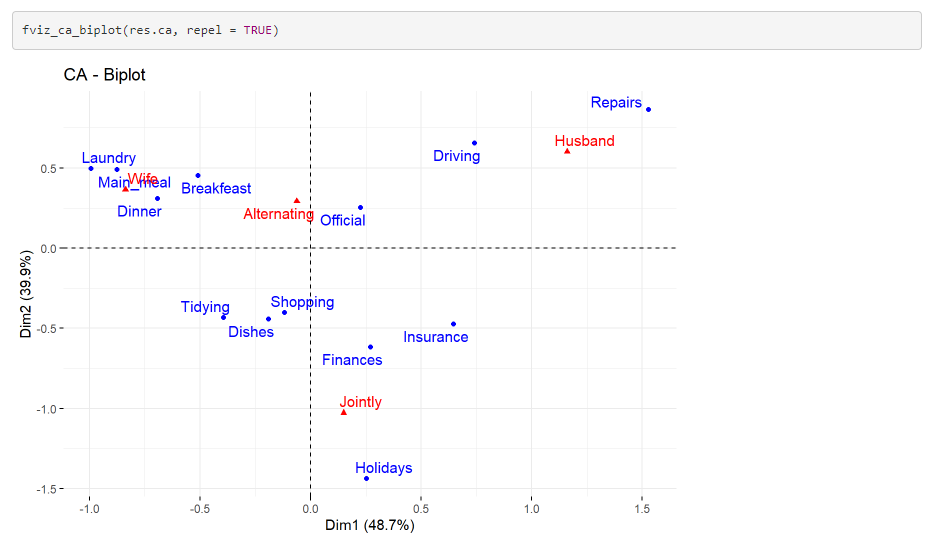 fviz_ca_biplot(res.ca, repel = TRUE)
CA - Biplot
Repairs
Husband
Driving
Laundry
Wife
Main_meal
Breakfeast
Dinner
Alternating
Official
Tidying
Shopping
Dishes
Insurance
Finances
Jointly
Holidays
0.5
0.0
-0.5
-1.0
-1.5
Dim2 (39.9%)
-1.0 -0.5 0.0 0.5 1.0 1.5
Dim1 (48.7%)